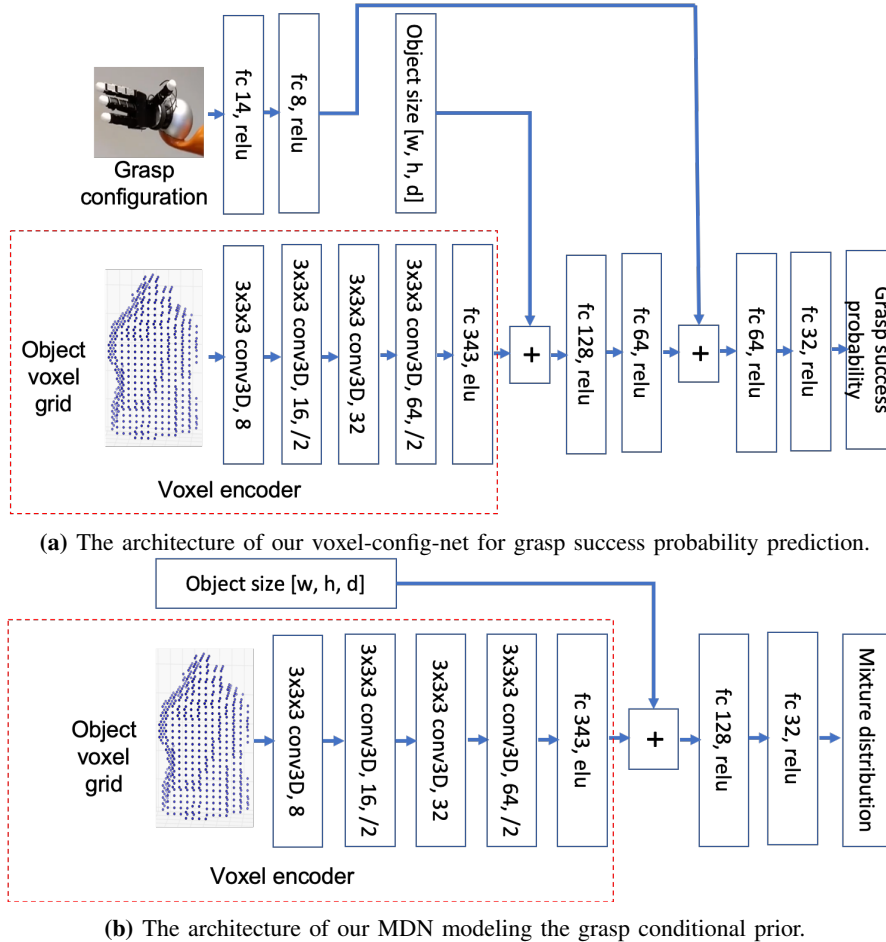 Grasp
configuration
fc 14, relu
fc 8, relu
Object size [w, h, d]
Object
voxel
grid
3x3x3 conv3D, 8
3x3x3 conv3D, 16, /2
3x3x3 conv3D, 32
3x3x3 conv3D, 64, /2
fc 343, elu
+
fc 128, relu
fc 64, relu
+
fc 64, relu
fc 32, relu
Grasp success
probability
Voxel encoder
(a) The architecture of our voxel-config-net for grasp success probability prediction.
Object size [w, h, d]
Object
voxel
grid
3x3x3 conv3D, 8
3x3x3 conv3D, 16, /2
3x3x3 conv3D, 32
3x3x3 conv3D, 64, /2
fc 343, elu
+
fc 128, relu
fc 32, relu
Mixture distribution
Voxel encoder
(b) The architecture of our MDN modeling the grasp conditional prior.